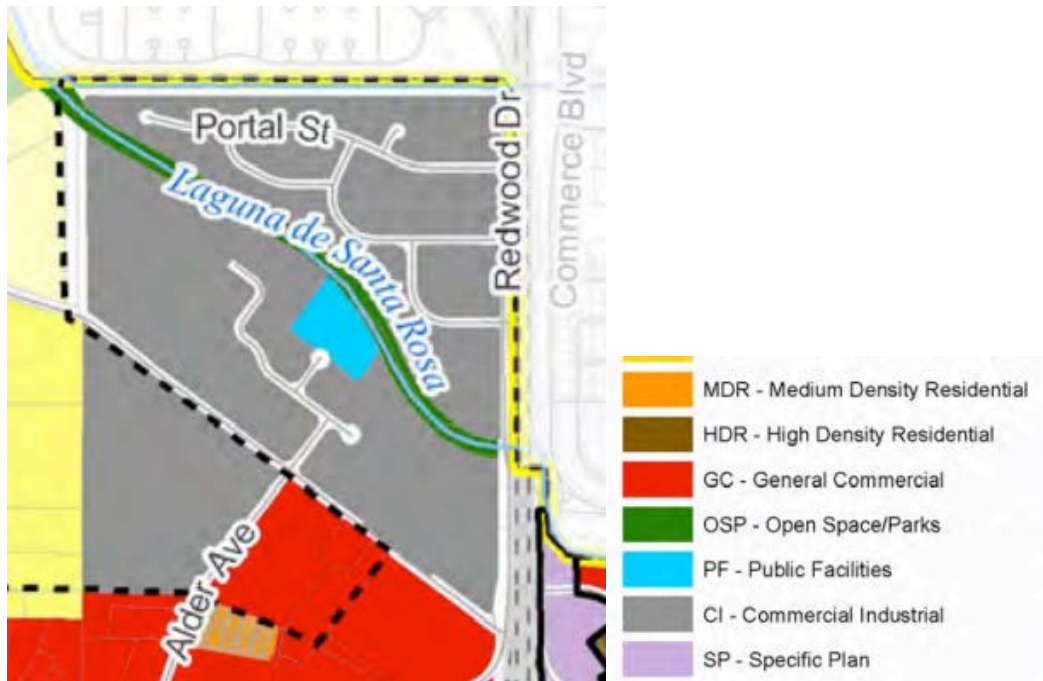 Portal St
Redwood Dr
Commerce Blvd
Laguna de Santa Rosa
Alder Ave
MDR - Medium Density Residential
HDR - High Density Residential
GC - General Commercial
OSP - Open Space/Parks
PF - Public Facilities
CI - Commercial Industrial
SP - Specific Plan